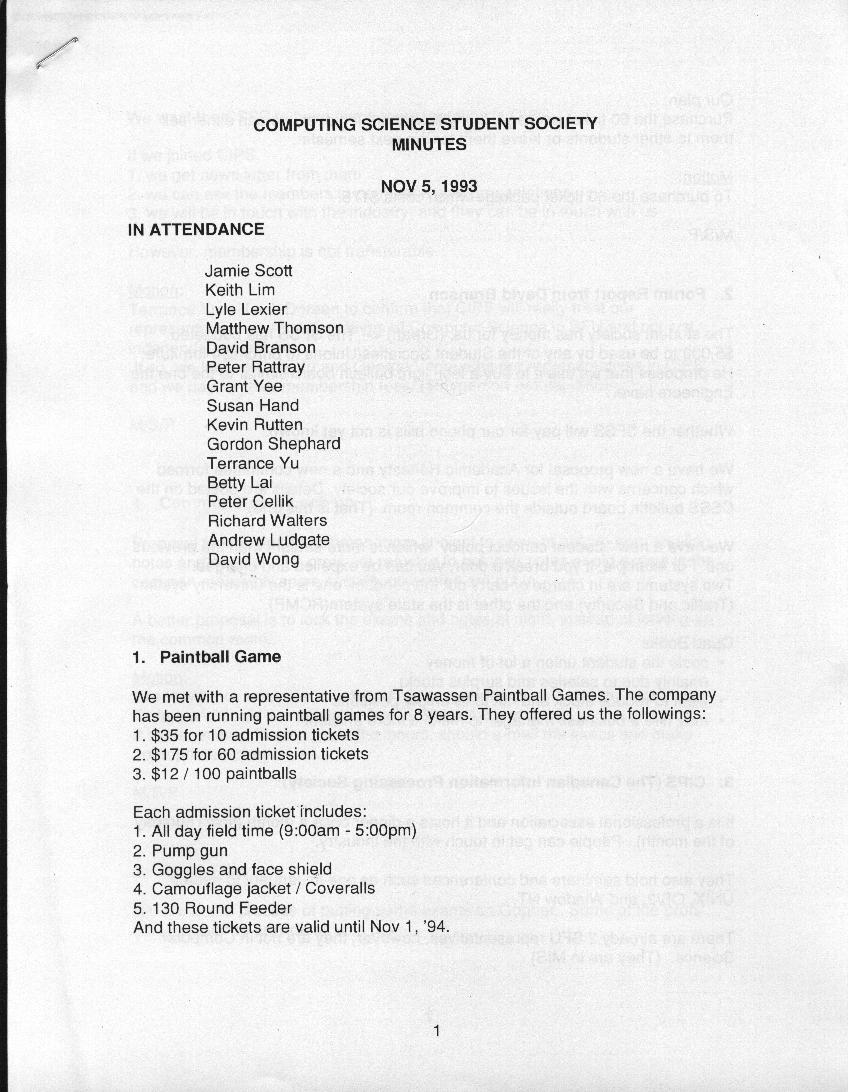 COMPUTING SCIENCE STUDENT SOCIETY
MINUTES
NOV 5, 1993
IN ATTENDANCE
Jamie Scott
Keith Lim
Lyle Lexier
Matthew Thomson
David Branson
Peter Rattray
Grant Yee
Susan Hand
Kevin Rutten
Gordon Shephard
Terrance Yu
Betty Lai
Peter Cellik
Richard Walters
Andrew Ludgate
David Wong
1. Paintball Game
We met with a representative from Tsawassen Paintball Games. The company
has been running paintball games for 8 years. They offered us the followings:
1. $35 for 10 admission tickets
2. $175 for 60 admission tickets
3. $12 / 100 paintballs
Each admission ticket includes:
1. All day field time (9:00am - 5:00pm)
2. Pump gun
3. Goggles and face shield
4. Camouflage jacket / Coveralls
5. 130 Round Feeder
And these tickets are valid until Nov 1, '94.
1